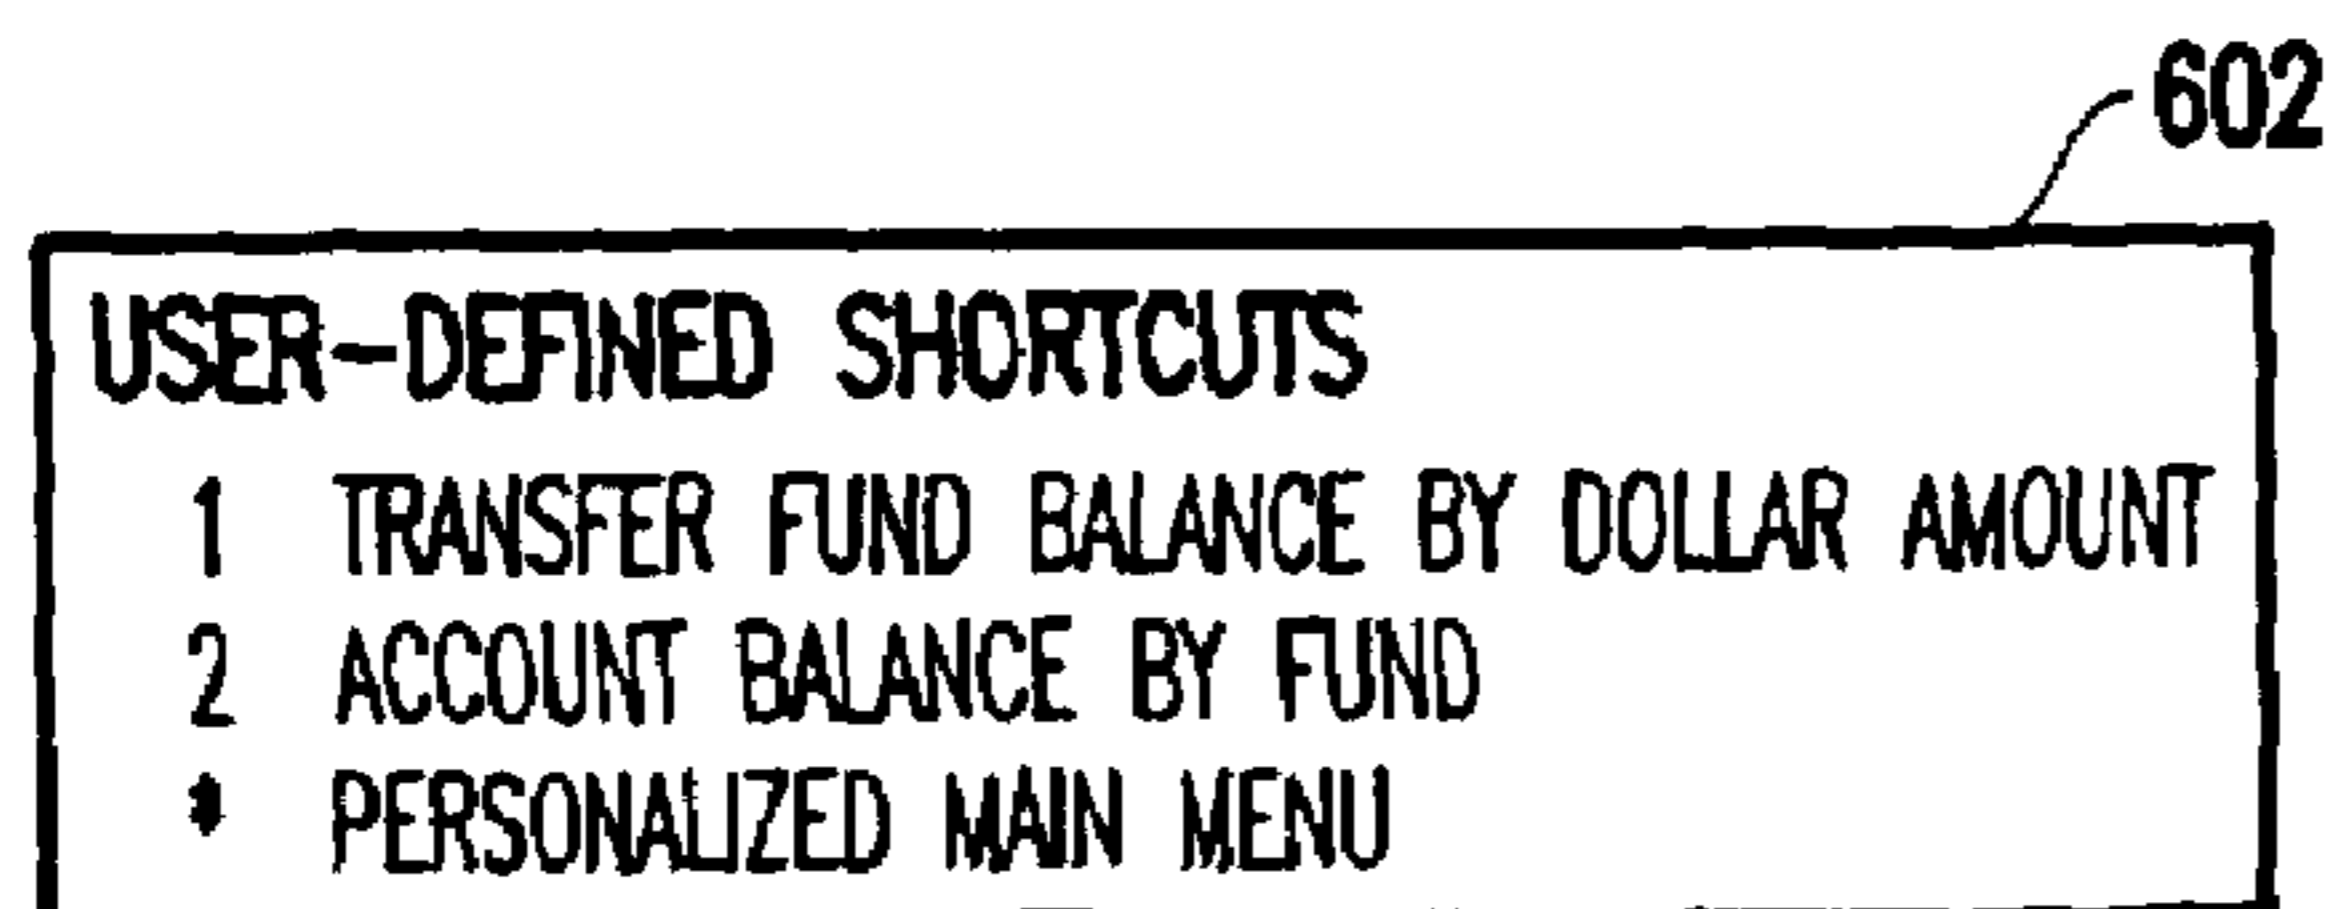 602
USER-DEFINED SHORTCUTS
1 TRANSFER FUND BALANCE BY DOLLAR AMOUNT
2 ACCOUNT BALANCE BY FUND
* PERSONALIZED MAIN MENU